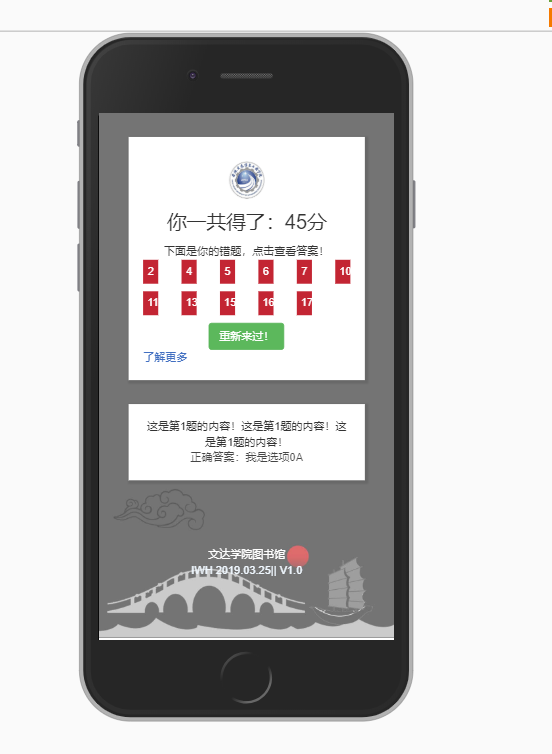 你一共得了：45分
下面是你的错题，点击查看答案！
2 4 5 6 7 10
11 13 15 16 17
重新来过！
了解更多
这是第1题的内容！这是第1题的内容！这
是第1题的内容！
正确答案：我是选项0A
文达学院图书馆
IWH 2019.03.25|| V1.0